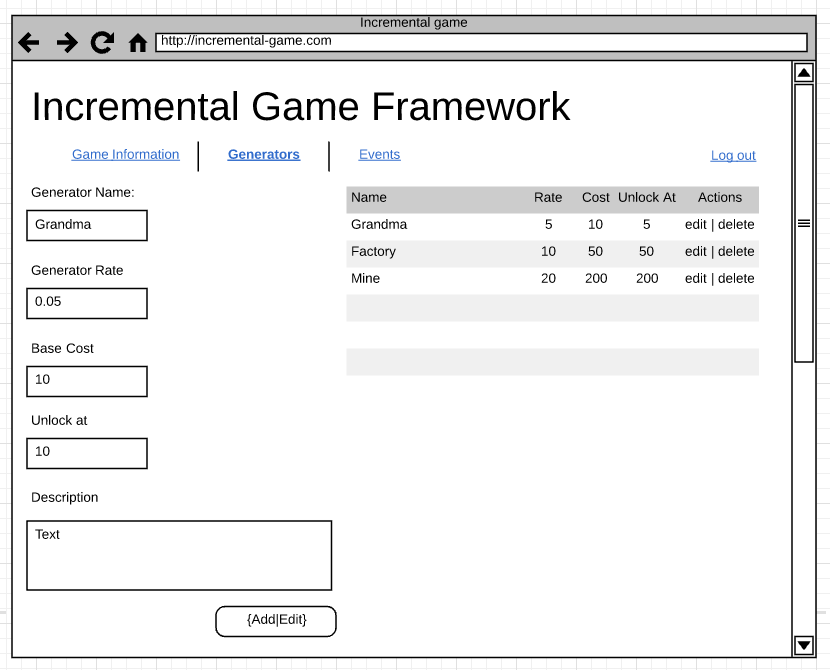 Incremental game
http://incremental-game.com
Incremental Game Framework
Game Information Generators Events Log out
Generator Name:
Grandma
Generator Rate
0.05
Base Cost
10
Unlock at
10
Description
Text
{Add|Edit}
Name Rate Cost Unlock At Actions
Grandma 5 10 5 edit | delete
Factory 10 50 50 edit | delete
Mine 20 200 200 edit | delete